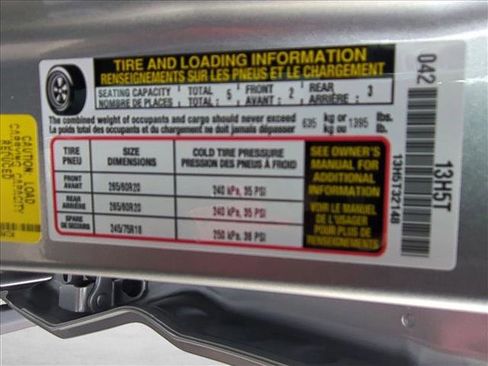 TIRE AND LOADING INFORMATION
RENSEIGNEMENTS SUR LES PNEUS ET LE CHARGEMENT
SEATING CAPACITY TOTAL : 5 FRONT : 2 REAR : 3
NOMBRE DE PLACES AVANT ARRIÈRE
The combined weight of occupants and cargo should never exceed 635 kg or 1395 lbs.
Le poids total des occupants et du chargement ne doit jamais dépasser kg ou lb.
TIRE SIZE COLD TIRE PRESSURE
PNEU DIMENSIONS PRESSION DES PNEUS À FROID
FRONT
AVANT 265/60R20 240 kPa, 35 PSI
REAR
ARRIÈRE 265/60R20 240 kPa, 35 PSI
SPARE
DE SECOURS 245/75R18 250 kPa, 36 PSI
SEE OWNER'S
MANUAL FOR
ADDITIONAL
INFORMATION
VOIR LE MANUEL
DE L'USAGER
POUR PLUS DE
RENSEIGNEMENTS
042
13H5T
13H5T32148
CAUTION LOAD
CARRYING CAPACITY
REDUCED